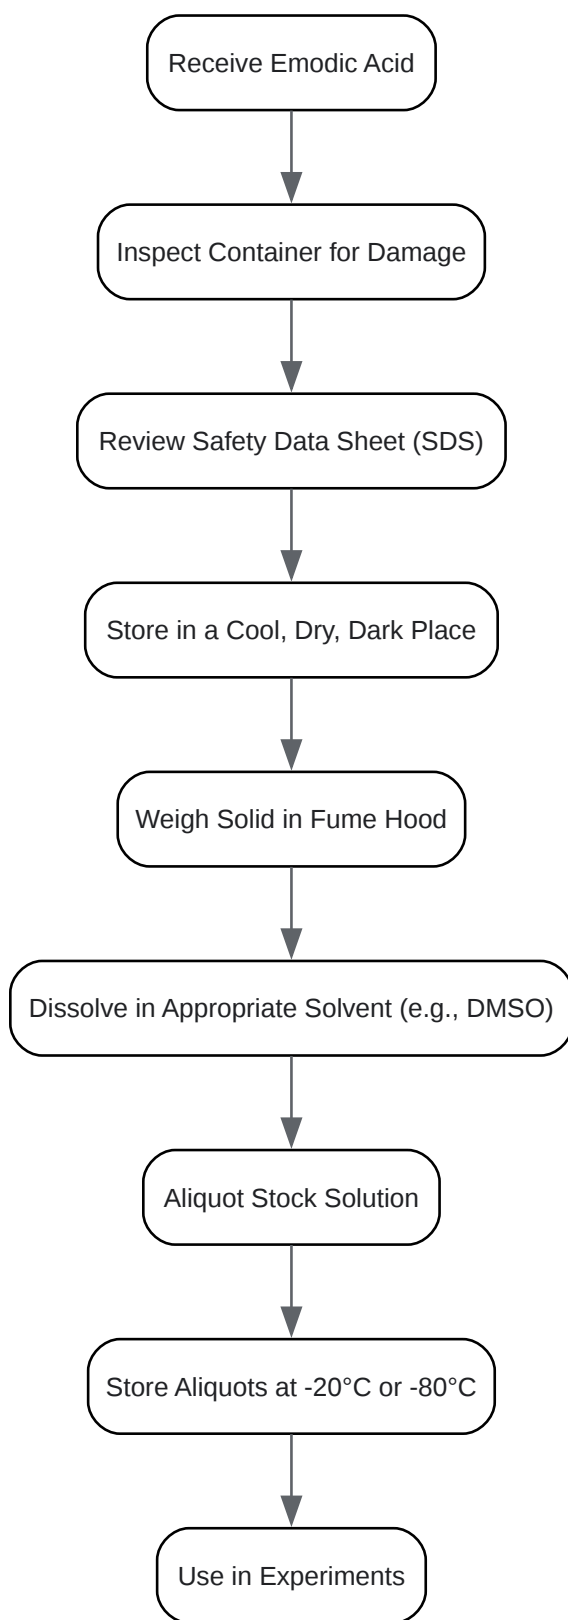 Receive Emodic Acid
Inspect Container for Damage
Review Safety Data Sheet (SDS)
Store in a Cool, Dry, Dark Place
Weigh Solid in Fume Hood
Dissolve in Appropriate Solvent (e.g., DMSO)
Aliquot Stock Solution
Store Aliquots at -20°C or -80°C
Use in Experiments